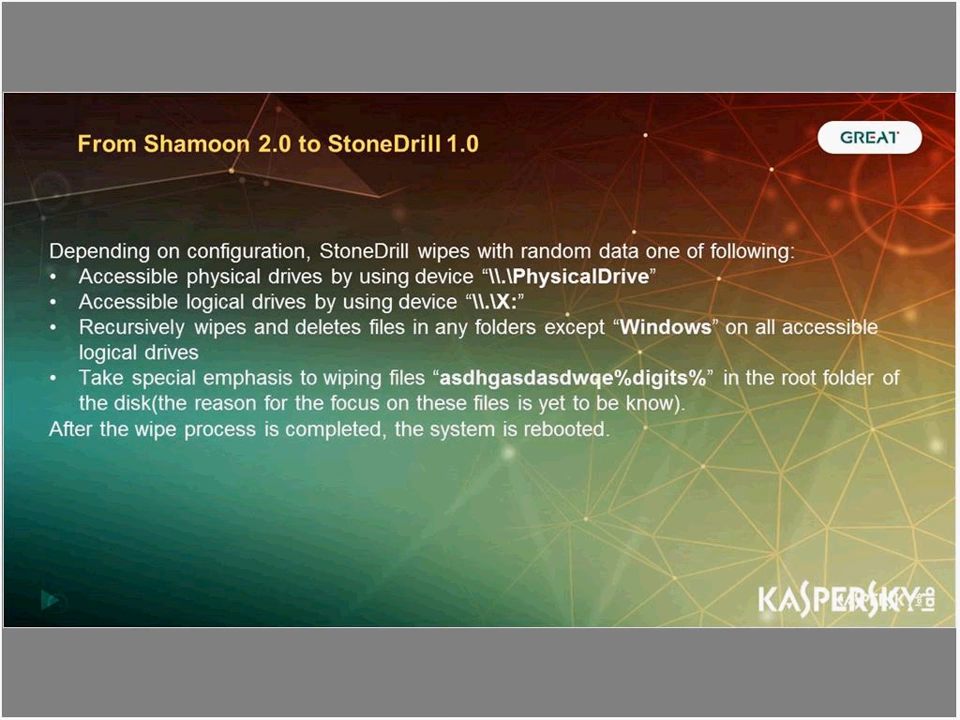 From Shamoon 2.0 to StoneDrill 1.0
GREAT
Depending on configuration, StoneDrill wipes with random data one of following:
• Accessible physical drives by using device “\\.\PhysicalDrive”
• Accessible logical drives by using device “\\.\X:”
• Recursively wipes and deletes files in any folders except “Windows” on all accessible
logical drives
• Take special emphasis to wiping files “asdhgasdasdwqe%digits%” in the root folder of
the disk(the reason for the focus on these files is yet to be know).
After the wipe process is completed, the system is rebooted.
KASPERSKY lab